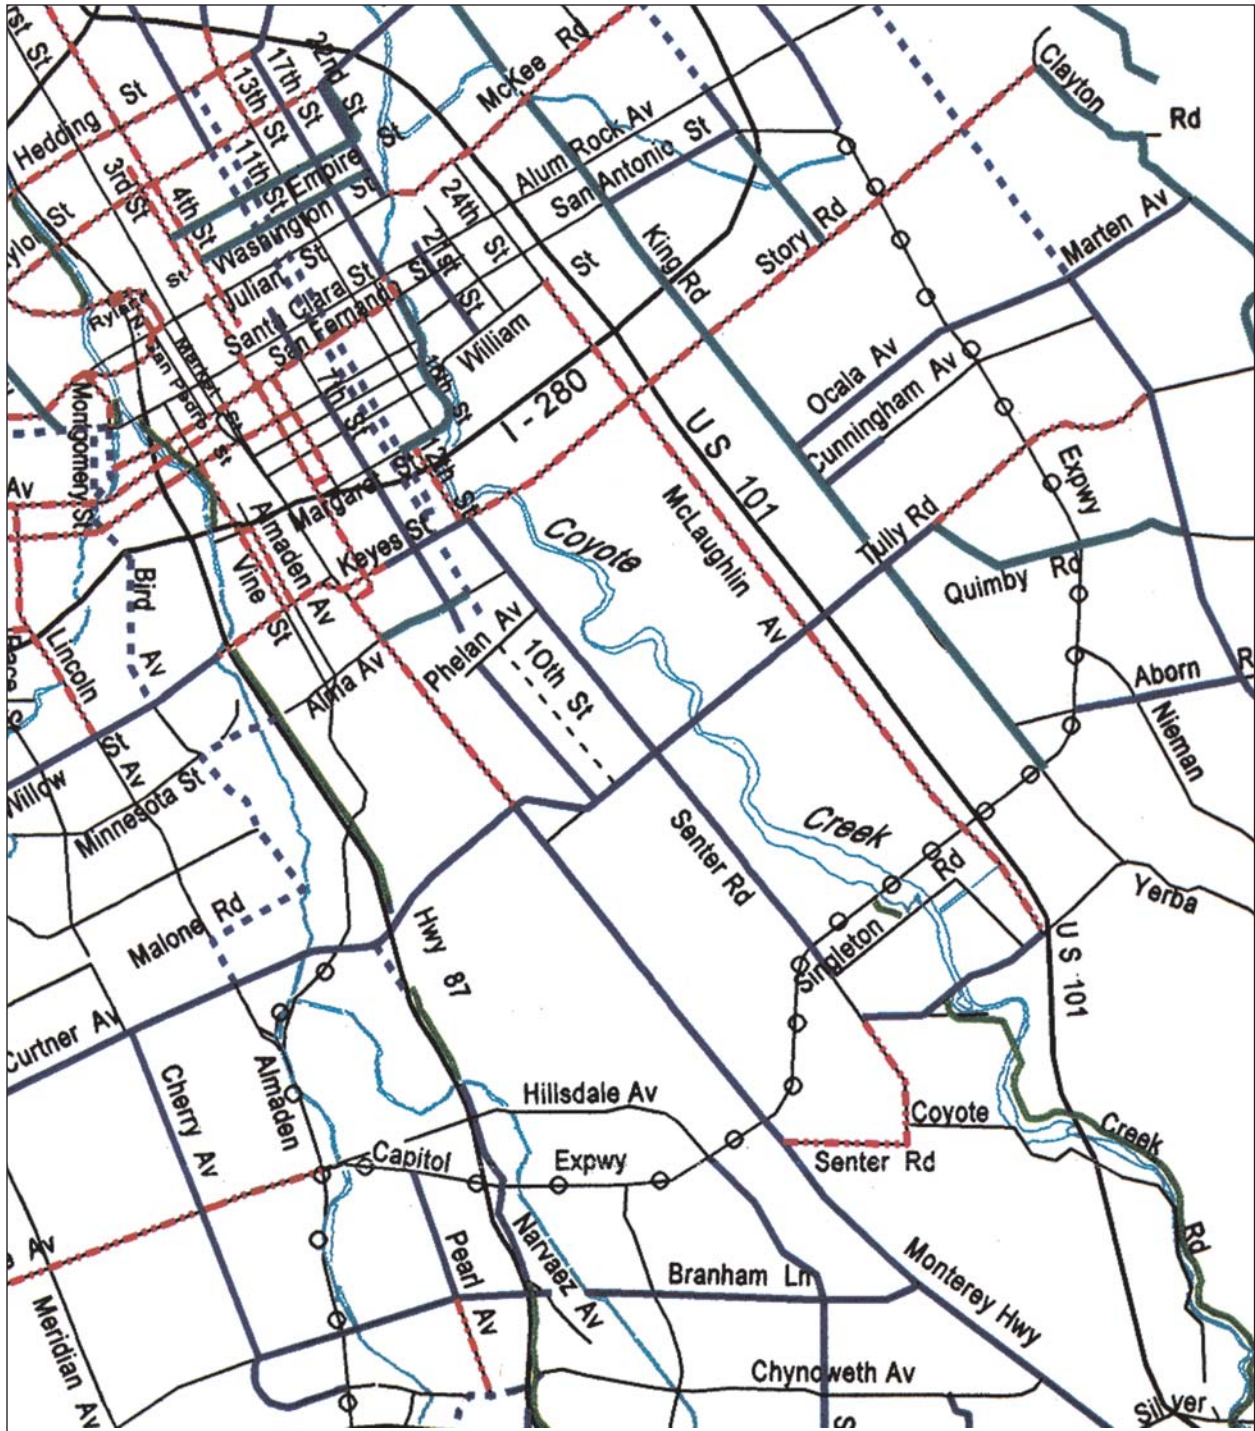 St
Hedding St
22nd St
17th St
13th St
11th St
McKee Rd
Clayton Rd
Alum Rock Av
San Antonio St
3rd St
4th St
Empire St
Washington St
24th St
21st St
Julian St
Santa Clara St
San Fernando St
William St
King Rd
Story Rd
Marten Av
St
Market St
7th St
16th St
12th St
I - 280
Montgomery St
Av
Ocala Av
Cunningham Av
U S 101
McLaughlin Av
Expwy
Tully Rd
Quimby Rd
Margaret St
Keyes St
Coyote
Almaden Av
Vine St
Bird Av
Lincoln Av
Alma Av
Phelan Av
10th St
Aborn R
Nieman
Willow St
Minnesota St
Creek
Senter Rd
Yerba
Singleton Rd
Malone Rd
Hwy 87
U S 101
Curtner Av
Cherry Av
Almaden
Hillsdale Av
Capitol Expwy
Coyote Creek Rd
Senter Rd
Av
Narvaez Av
Pearl Av
Branham Ln
Monterey Hwy
Meridian Av
Chynoweth Av
Silver
S